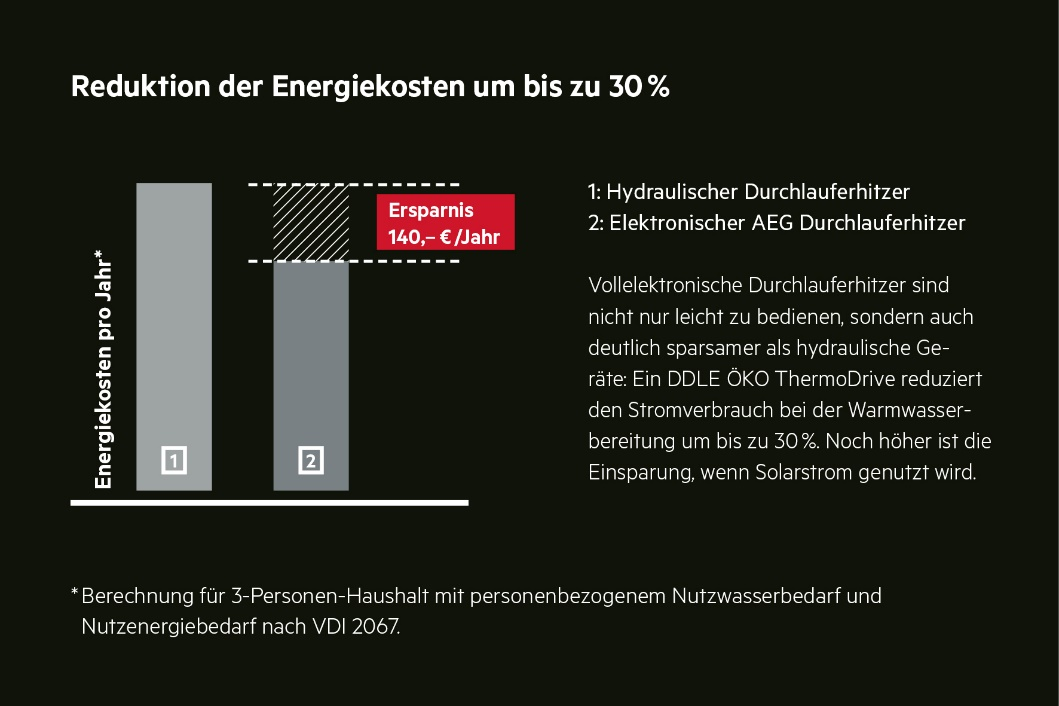 Reduktion der Energiekosten um bis zu 30 %
Energiekosten pro Jahr*
1
2
Ersparnis
140,– € /Jahr
1: Hydraulischer Durchlauferhitzer
2: Elektronischer AEG Durchlauferhitzer
Vollelektronische Durchlauferhitzer sind
nicht nur leicht zu bedienen, sondern auch
deutlich sparsamer als hydraulische Ge-
räte: Ein DDLE ÖKO ThermoDrive reduziert
den Stromverbrauch bei der Warmwasser-
bereitung um bis zu 30 %. Noch höher ist die
Einsparung, wenn Solarstrom genutzt wird.
* Berechnung für 3-Personen-Haushalt mit personenbezogenem Nutzwasserbedarf und
Nutzenergiebedarf nach VDI 2067.